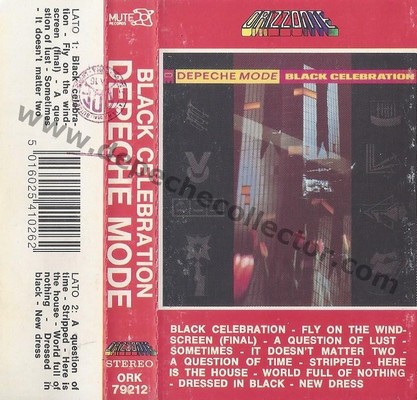 LATO 1: Black celebra-
tion - Fly on the wind-
screen (final) - A que-
stion of lust - Sometimes
- It doesn't matter two
5 016025 410262
LATO 2: A question of
time - Stripped - Here is
the house - World full of
nothing - Dressed in
black - New dress
MUTE
RECORDS
BLACK CELEBRATION
DEPECHE MODE
ORIZZONTE
STEREO
ORK
79212
ORIZZONTE
DEPECHE MODE BLACK CELEBRATION
BLACK CELEBRATION - FLY ON THE WIND-
SCREEN (FINAL) - A QUESTION OF LUST -
SOMETIMES - IT DOESN'T MATTER TWO -
A QUESTION OF TIME - STRIPPED - HERE
IS THE HOUSE - WORLD FULL OF NOTHING
- DRESSED IN BLACK - NEW DRESS
www.depechecollector.com